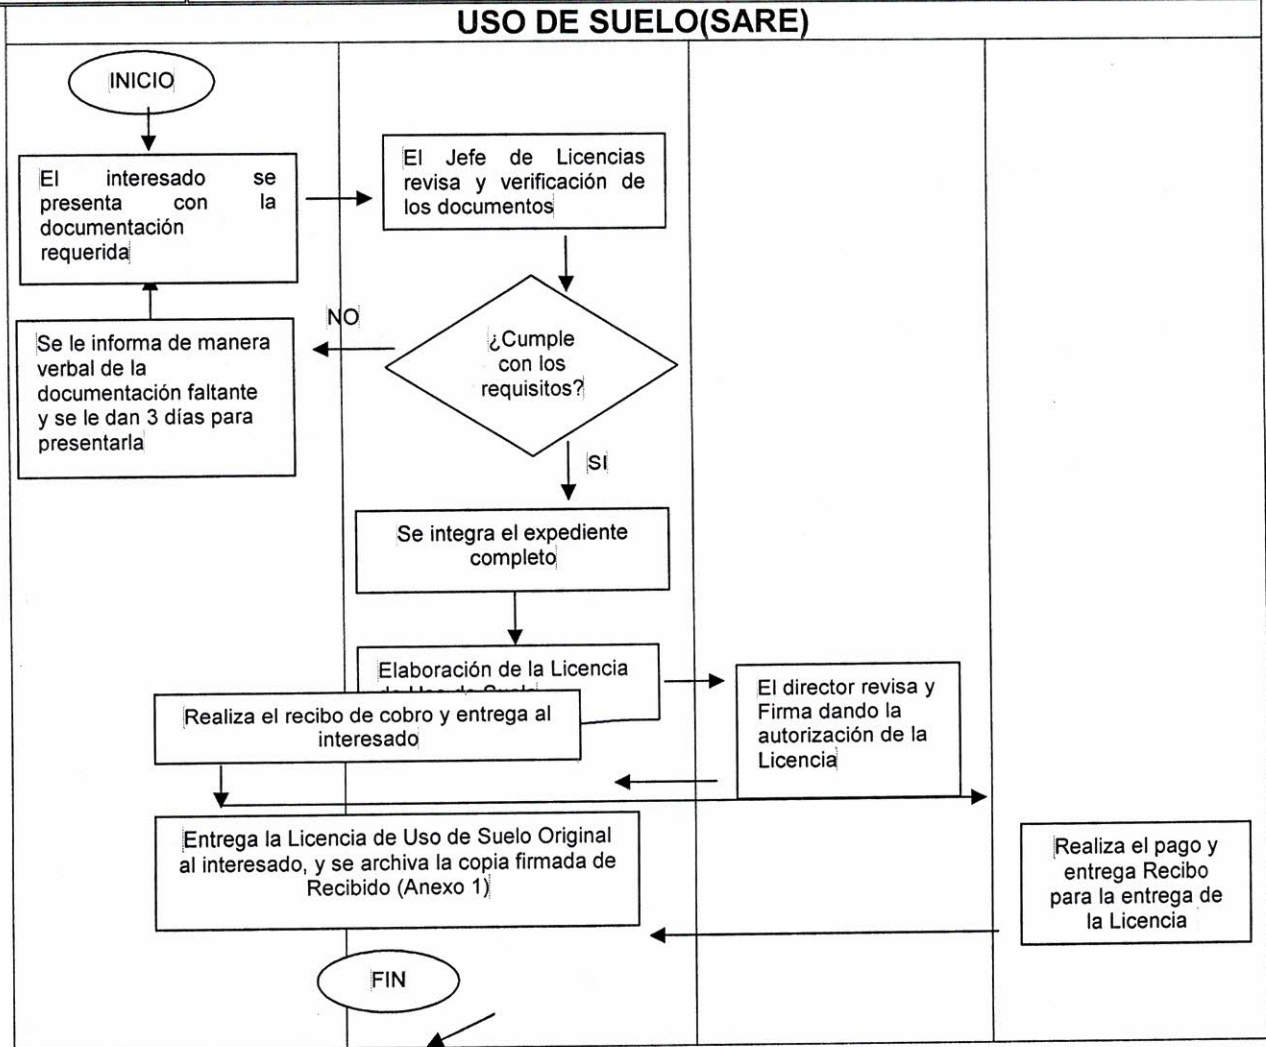 USO DE SUELO(SARE)
INICIO
El interesado se
presenta con la
documentación
requerida
El Jefe de Licencias
revisa y verificación de
los documentos
NO
Se le informa de manera
verbal de la
documentación faltante
y se le dan 3 días para
presentarla
¿Cumple
con los
requisitos?
SI
Se integra el expediente
completo
Elaboración de la Licencia
de Uso de Suelo
El director revisa y
Firma dando la
autorización de la
Licencia
Realiza el recibo de cobro y entrega al
interesado
Entrega la Licencia de Uso de Suelo Original
al interesado, y se archiva la copia firmada de
Recibido (Anexo 1)
Realiza el pago y
entrega Recibo
para la entrega de
la Licencia
FIN